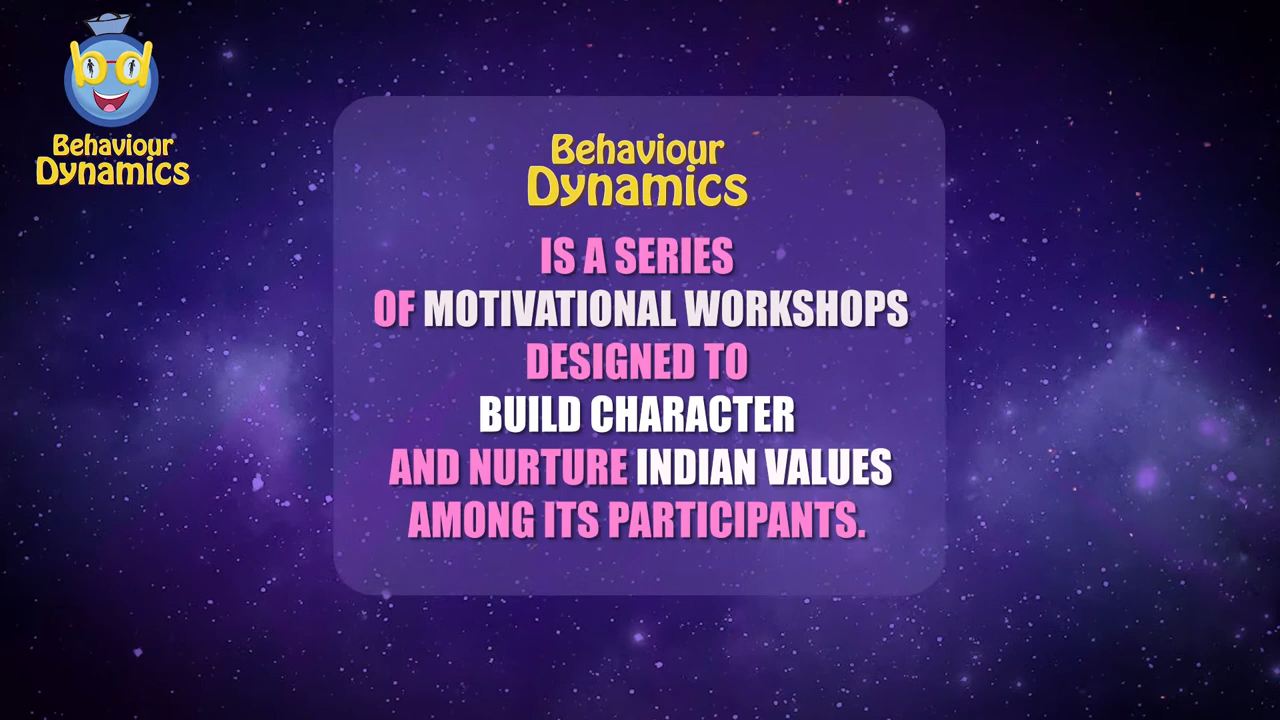 bd
Behaviour
Dynamics
Behaviour
Dynamics
IS A SERIES
OF MOTIVATIONAL WORKSHOPS
DESIGNED TO
BUILD CHARACTER
AND NURTURE INDIAN VALUES
AMONG ITS PARTICIPANTS.